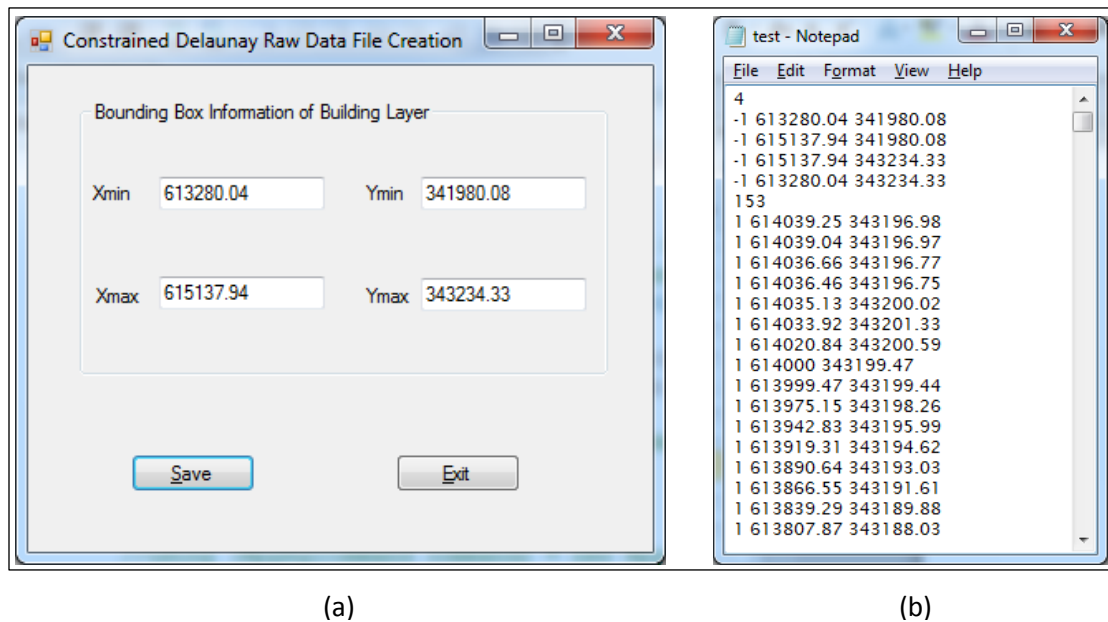 Constrained Delaunay Raw Data File Creation
Bounding Box Information of Building Layer
Xmin 613280.04 Ymin 341980.08
Xmax 615137.94 Ymax 343234.33
Save Exit
(a)
test - Notepad
File Edit Format View Help
4
-1 613280.04 341980.08
-1 615137.94 341980.08
-1 615137.94 343234.33
-1 613280.04 343234.33
153
1 614039.25 343196.98
1 614039.04 343196.97
1 614036.66 343196.77
1 614036.46 343196.75
1 614035.13 343200.02
1 614033.92 343201.33
1 614020.84 343200.59
1 614000 343199.47
1 613999.47 343199.44
1 613975.15 343198.26
1 613942.83 343195.99
1 613919.31 343194.62
1 613890.64 343193.03
1 613866.55 343191.61
1 613839.29 343189.88
1 613807.87 343188.03
(b)